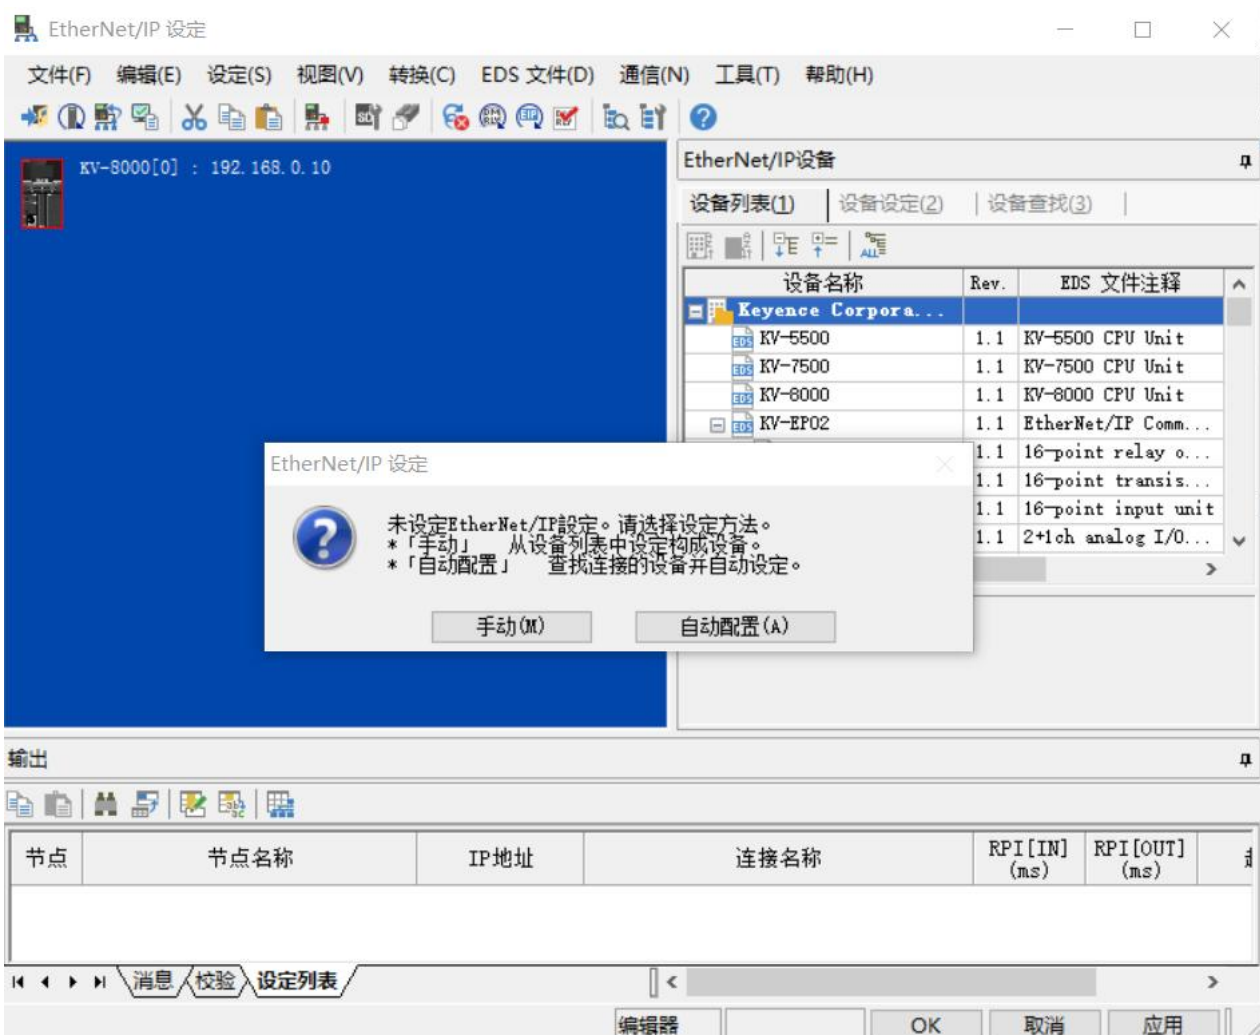 EtherNet/IP 设定
文件(F) 编辑(E) 设定(S) 视图(V) 转换(C) EDS 文件(D) 通信(N) 工具(T) 帮助(H)
KV-8000[0] : 192.168.0.10
EtherNet/IP设备
设备列表(1) 设备设定(2) 设备查找(3)
设备名称 Rev. EDS 文件注释
Keyence Corpora...
KV-5500 1.1 KV-5500 CPU Unit
KV-7500 1.1 KV-7500 CPU Unit
KV-8000 1.1 KV-8000 CPU Unit
KV-EP02 1.1 EtherNet/IP Comm...
1.1 16-point relay o...
1.1 16-point transis...
1.1 16-point input unit
1.1 2+1ch analog I/O...
EtherNet/IP 设定
未设定EtherNet/IP設定。请选择设定方法。
*「手动」 从设备列表中设定构成设备。
*「自动配置」 查找连接的设备并自动设定。
手动(M) 自动配置(A)
输出
节点 节点名称 IP地址 连接名称 RPI[IN] (ms) RPI[OUT] (ms)
消息 校验 设定列表
编辑器 OK 取消 应用